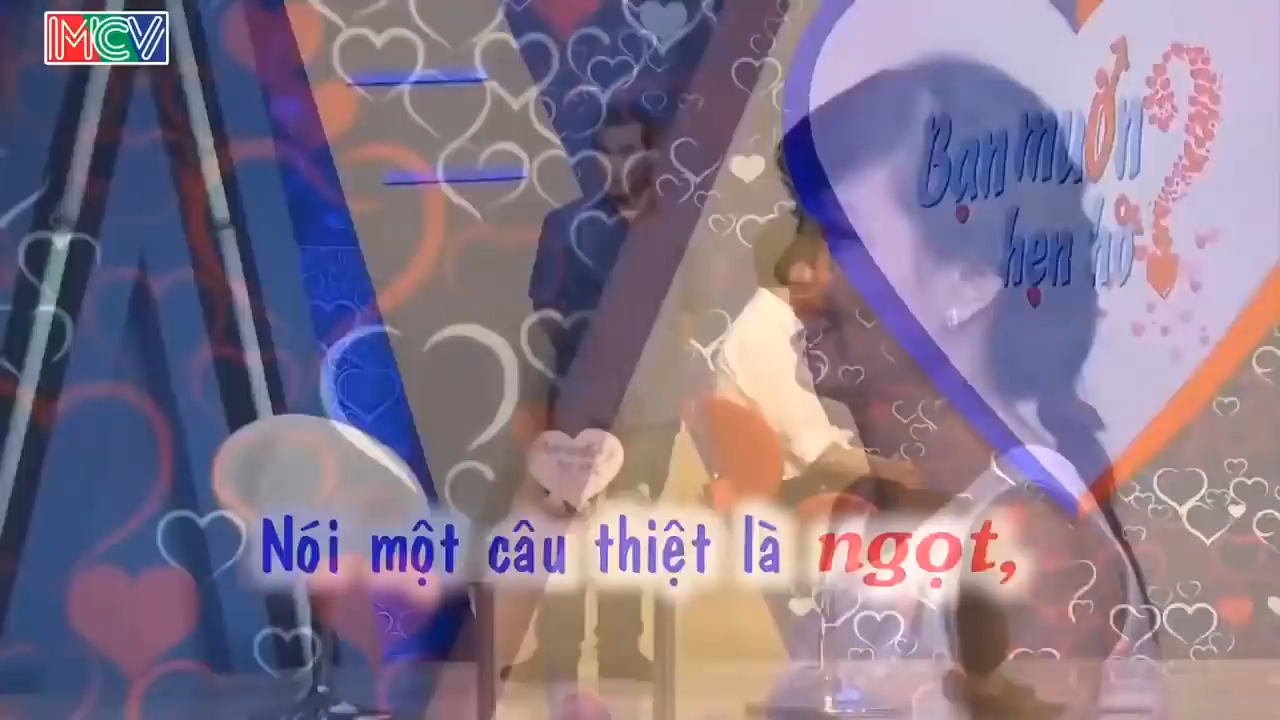 MCV
Bạn muốn
hẹn hò
Nói một câu thiệt là ngọt,